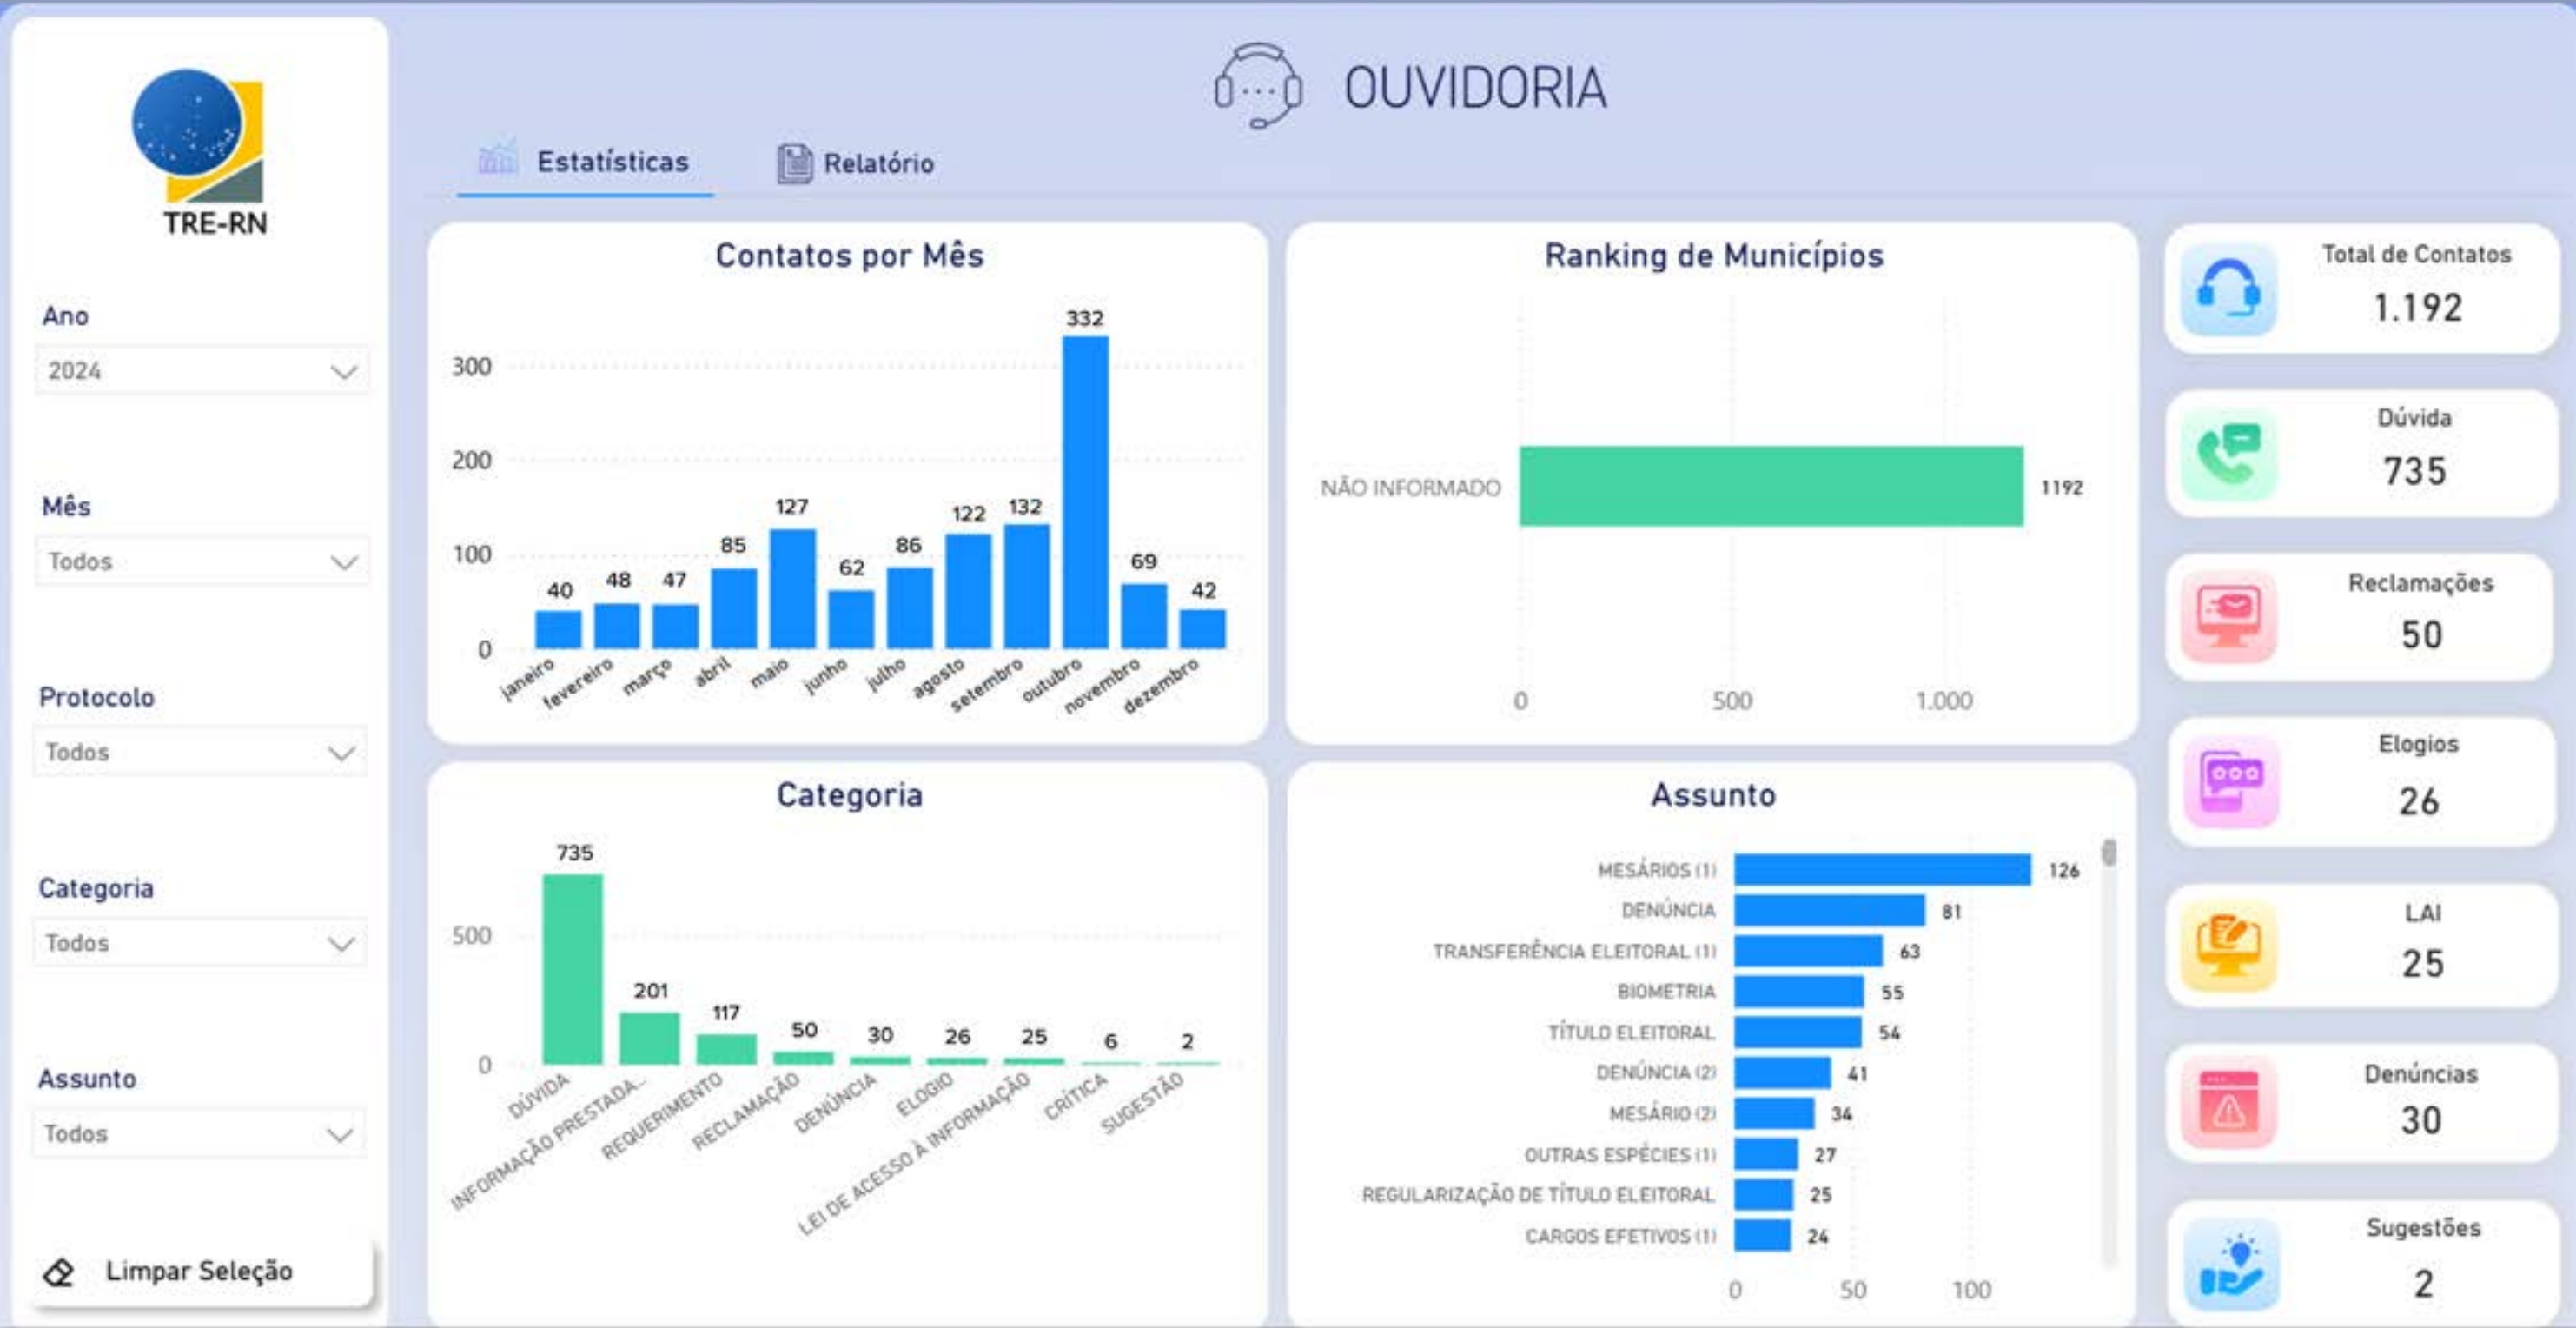 OUVIDORIA
Estatísticas
Relatório
TRE-RN
Ano
2024
Mês
Todos
Protocolo
Todos
Categoria
Todos
Assunto
Todos
Limpar Seleção
Contatos por Mês
300
200
100
0
40
48
47
85
127
62
86
122
132
332
69
42
janeiro
fevereiro
março
abril
maio
junho
julho
agosto
setembro
outubro
novembro
dezembro
Ranking de Municípios
NÃO INFORMADO
1192
0
500
1.000
Categoria
500
0
735
201
117
50
30
26
25
6
2
DÚVIDA
INFORMAÇÃO PRESTADA...
REQUERIMENTO
RECLAMAÇÃO
DENÚNCIA
ELOGIO
LEI DE ACESSO À INFORMAÇÃO
CRÍTICA
SUGESTÃO
Assunto
MESÁRIOS (1) 126
DENÚNCIA 81
TRANSFERÊNCIA ELEITORAL (1) 63
BIOMETRIA 55
TÍTULO ELEITORAL 54
DENÚNCIA (2) 41
MESÁRIO (2) 34
OUTRAS ESPÉCIES (1) 27
REGULARIZAÇÃO DE TÍTULO ELEITORAL 25
CARGOS EFETIVOS (1) 24
0
50
100
Total de Contatos
1.192
Dúvida
735
Reclamações
50
Elogios
26
LAI
25
Denúncias
30
Sugestões
2